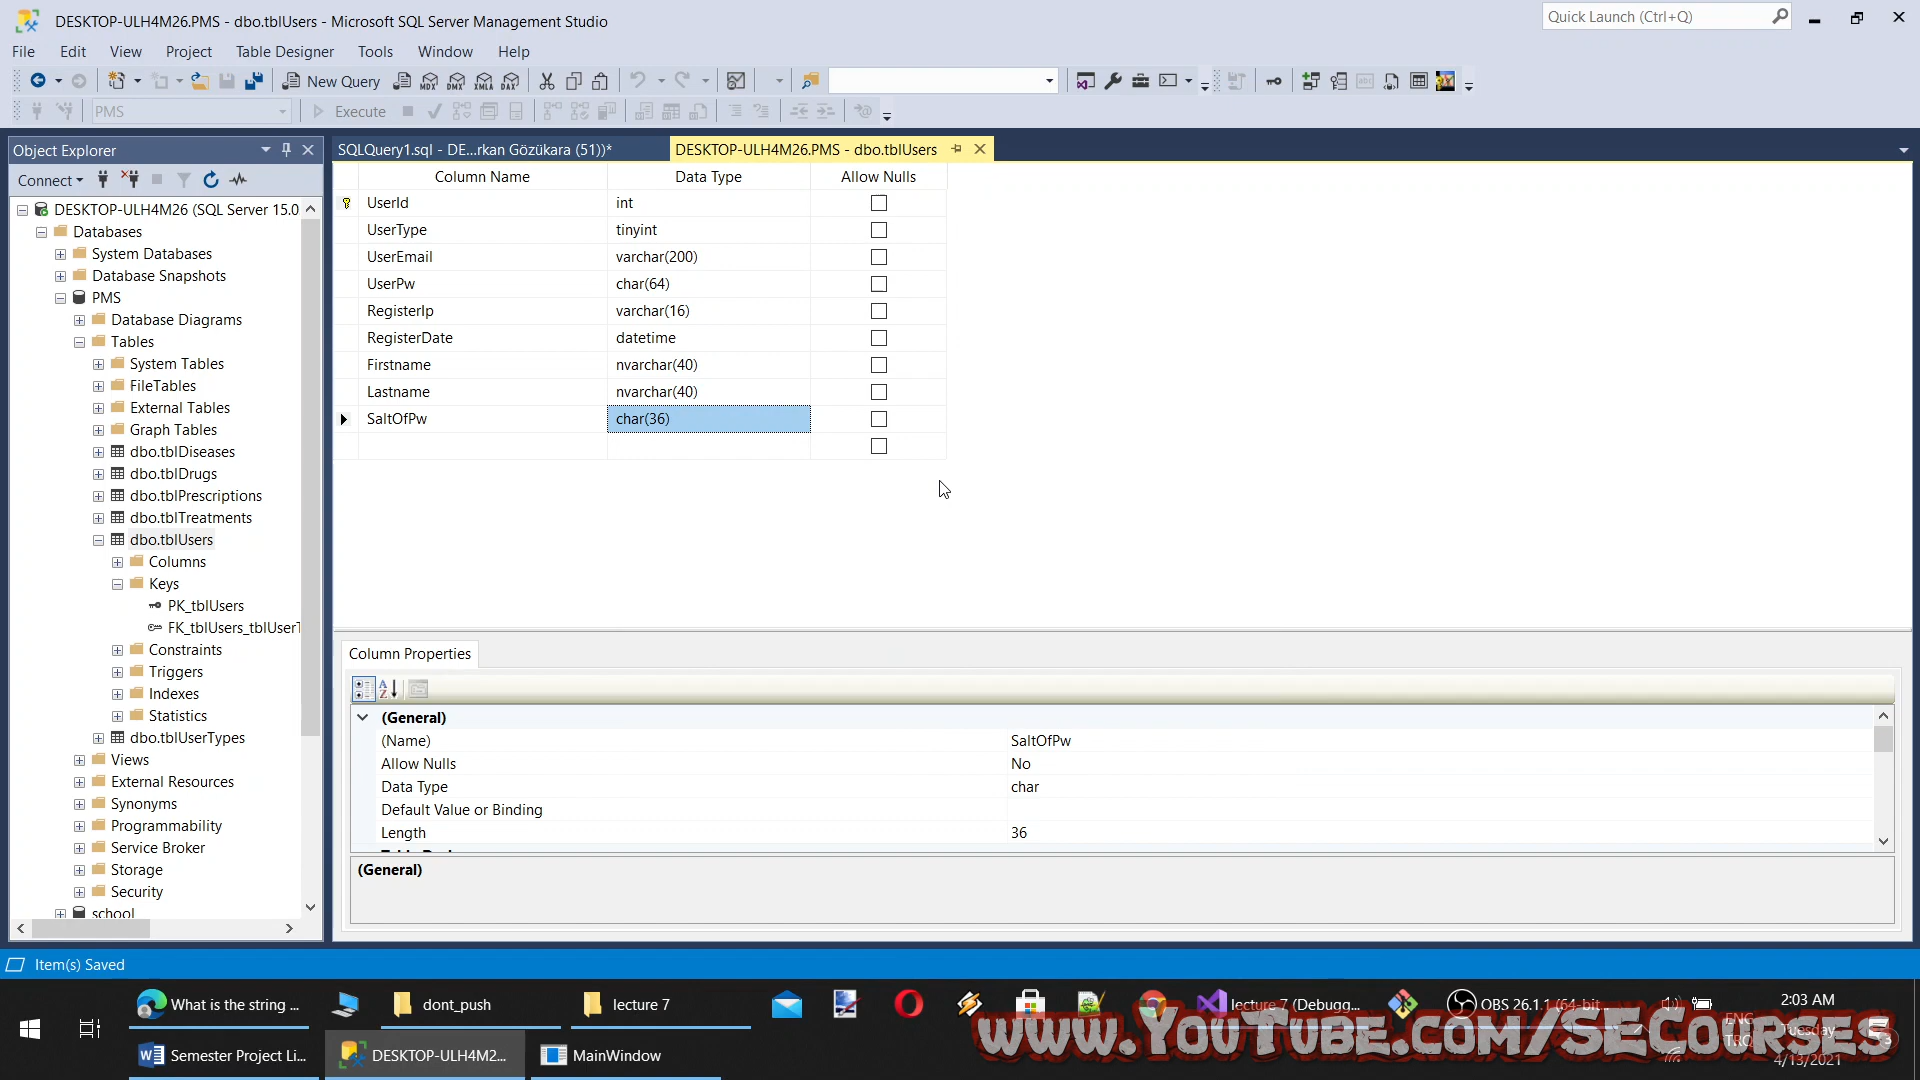 DESKTOP-ULH4M26.PMS - dbo.tblUsers - Microsoft SQL Server Management Studio
Quick Launch (Ctrl+Q)
File Edit View Project Table Designer Tools Window Help
New Query
MDX DMX XMLA DAX
PMS
Execute
Object Explorer
SQLQuery1.sql - DE...rkan Gözükara (51))*
DESKTOP-ULH4M26.PMS - dbo.tblUsers
Connect
Column Name Data Type Allow Nulls
UserId int
UserType tinyint
UserEmail varchar(200)
UserPw char(64)
RegisterIp varchar(16)
RegisterDate datetime
Firstname nvarchar(40)
Lastname nvarchar(40)
SaltOfPw char(36)
DESKTOP-ULH4M26 (SQL Server 15.0
Databases
System Databases
Database Snapshots
PMS
Database Diagrams
Tables
System Tables
FileTables
External Tables
Graph Tables
dbo.tblDiseases
dbo.tblDrugs
dbo.tblPrescriptions
dbo.tblTreatments
dbo.tblUsers
Columns
Keys
PK_tblUsers
FK_tblUsers_tblUserT
Constraints
Triggers
Indexes
Statistics
dbo.tblUserTypes
Views
External Resources
Synonyms
Programmability
Service Broker
Storage
Security
school
Column Properties
(General)
(Name) SaltOfPw
Allow Nulls No
Data Type char
Default Value or Binding
Length 36
(General)
Item(s) Saved
What is the string ...
dont_push
lecture 7
lecture 7 (Debugg...
OBS 26.1.1 (64-bit...
2:03 AM
ENG
Tuesday
TRQ
4/13/2021
Semester Project Li...
DESKTOP-ULH4M2...
MainWindow
www.YouTube.com/SECourses